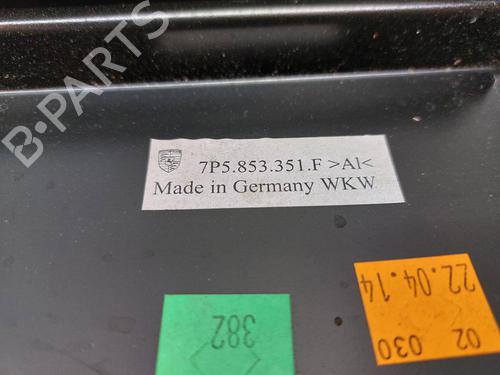 B-PARTS
7P5.853.351.F >Al<
Made in Germany WKW
382
22.04.14
02 030